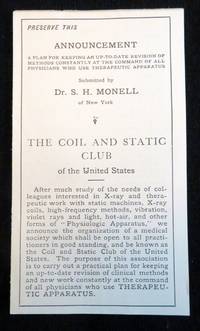 PRESERVE THIS
ANNOUNCEMENT
A PLAN FOR KEEPING AN UP-TO-DATE REVISION OF
METHODS CONSTANTLY AT THE COMMAND OF ALL
PHYSICIANS WHO USE THERAPEUTIC APPARATUS
Submitted by
Dr. S. H. MONELL
of New York
THE COIL AND STATIC
CLUB
of the United States
After much study of the needs of col-
leagues interested in X-ray and thera-
peutic work with static machines, X-ray
coils, high-frequency methods, vibration,
violet rays and light, hot-air, and other
forms of "Physiologic Apparatus," we
announce the organization of a medical
society which shall be open to all practi-
tioners in good standing, and be known as
the Coil and Static Club of the United
States. The purpose of this association
is to carry out a practical plan for keeping
an up-to-date revision of clinical methods
and new work constantly at the command
of all physicians who use THERAPEU-
TIC APPARATUS.